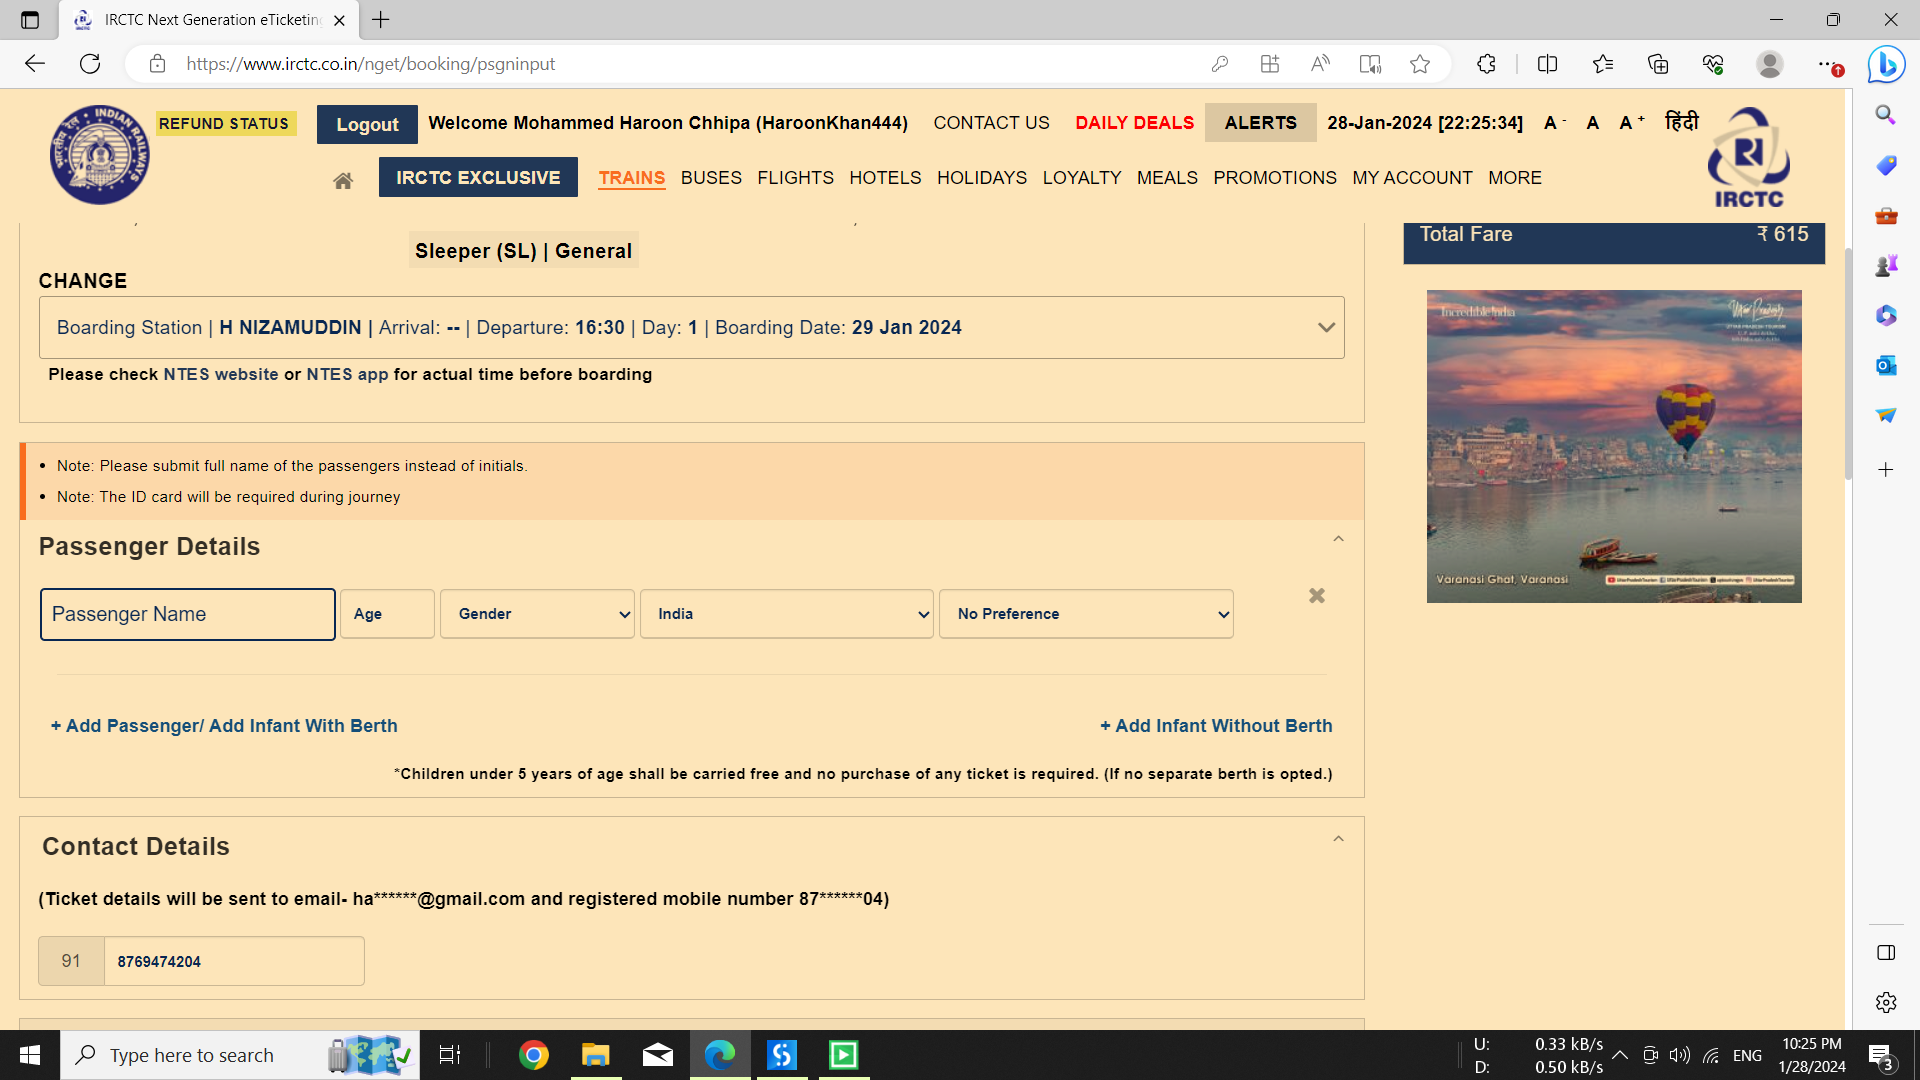 IRCTC Next Generation eTicketing
https://www.irctc.co.in/nget/booking/psgninput
REFUND STATUS
Logout
Welcome Mohammed Haroon Chhipa (HaroonKhan444)
CONTACT US
DAILY DEALS
ALERTS
28-Jan-2024 [22:25:34]
A -
A
A +
हिंदी
INDIAN RAILWAYS
भारतीय रेल
IRCTC EXCLUSIVE
TRAINS
BUSES
FLIGHTS
HOTELS
HOLIDAYS
LOYALTY
MEALS
PROMOTIONS
MY ACCOUNT
MORE
IRCTC
Sleeper (SL) | General
Total Fare ₹ 615
CHANGE
Boarding Station | H NIZAMUDDIN | Arrival: -- | Departure: 16:30 | Day: 1 | Boarding Date: 29 Jan 2024
Please check NTES website or NTES app for actual time before boarding
Incredible India
Varanasi Ghat, Varanasi
Note: Please submit full name of the passengers instead of initials.
Note: The ID card will be required during journey
Passenger Details
Passenger Name
Age
Gender
India
No Preference
+ Add Passenger/ Add Infant With Berth
+ Add Infant Without Berth
*Children under 5 years of age shall be carried free and no purchase of any ticket is required. (If no separate berth is opted.)
Contact Details
(Ticket details will be sent to email- ha******@gmail.com and registered mobile number 87******04)
91
8769474204
Type here to search
U: 0.33 kB/s
D: 0.50 kB/s
ENG
10:25 PM
1/28/2024
3